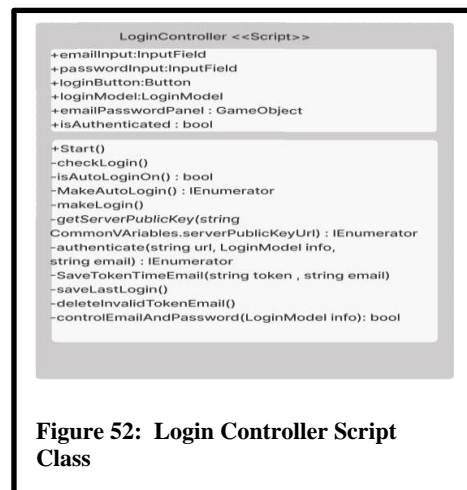 LoginController <<Script>>
+emailInput:InputField
+passwordInput:InputField
+loginButton:Button
+loginModel:LoginModel
+emailPasswordPanel : GameObject
+isAuthenticated : bool
+Start()
-checkLogin()
-isAutoLoginOn() : bool
-MakeAutoLogin() : IEnumerator
-makeLogin()
-getServerPublicKey(string
CommonVAriables.serverPublicKeyUrl) : IEnumerator
-authenticate(string url, LoginModel info,
string email) : IEnumerator
-SaveTokenTimeEmail(string token , string email)
-saveLastLogin()
-deleteInvalidTokenEmail()
-controlEmailAndPassword(LoginModel info): bool
Figure 52: Login Controller Script
Class